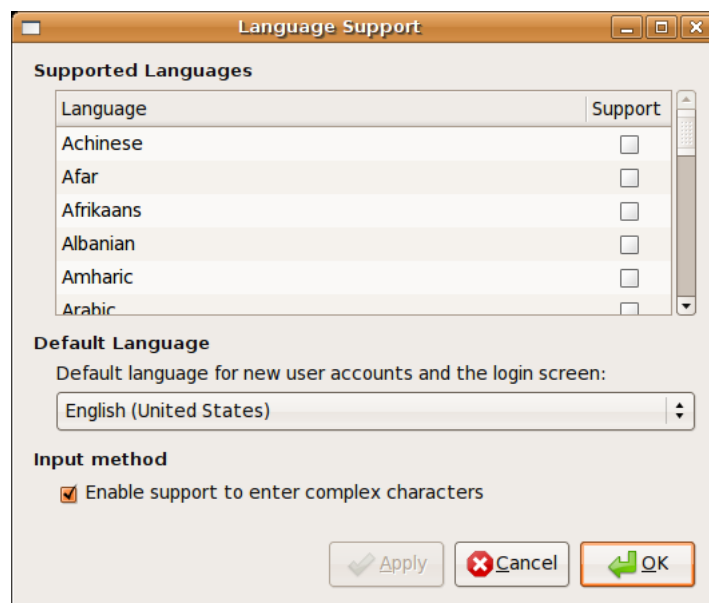 Language Support
Supported Languages
Language Support
Achinese
Afar
Afrikaans
Albanian
Amharic
Arabic
Default Language
Default language for new user accounts and the login screen:
English (United States)
Input method
Enable support to enter complex characters
Apply Cancel OK